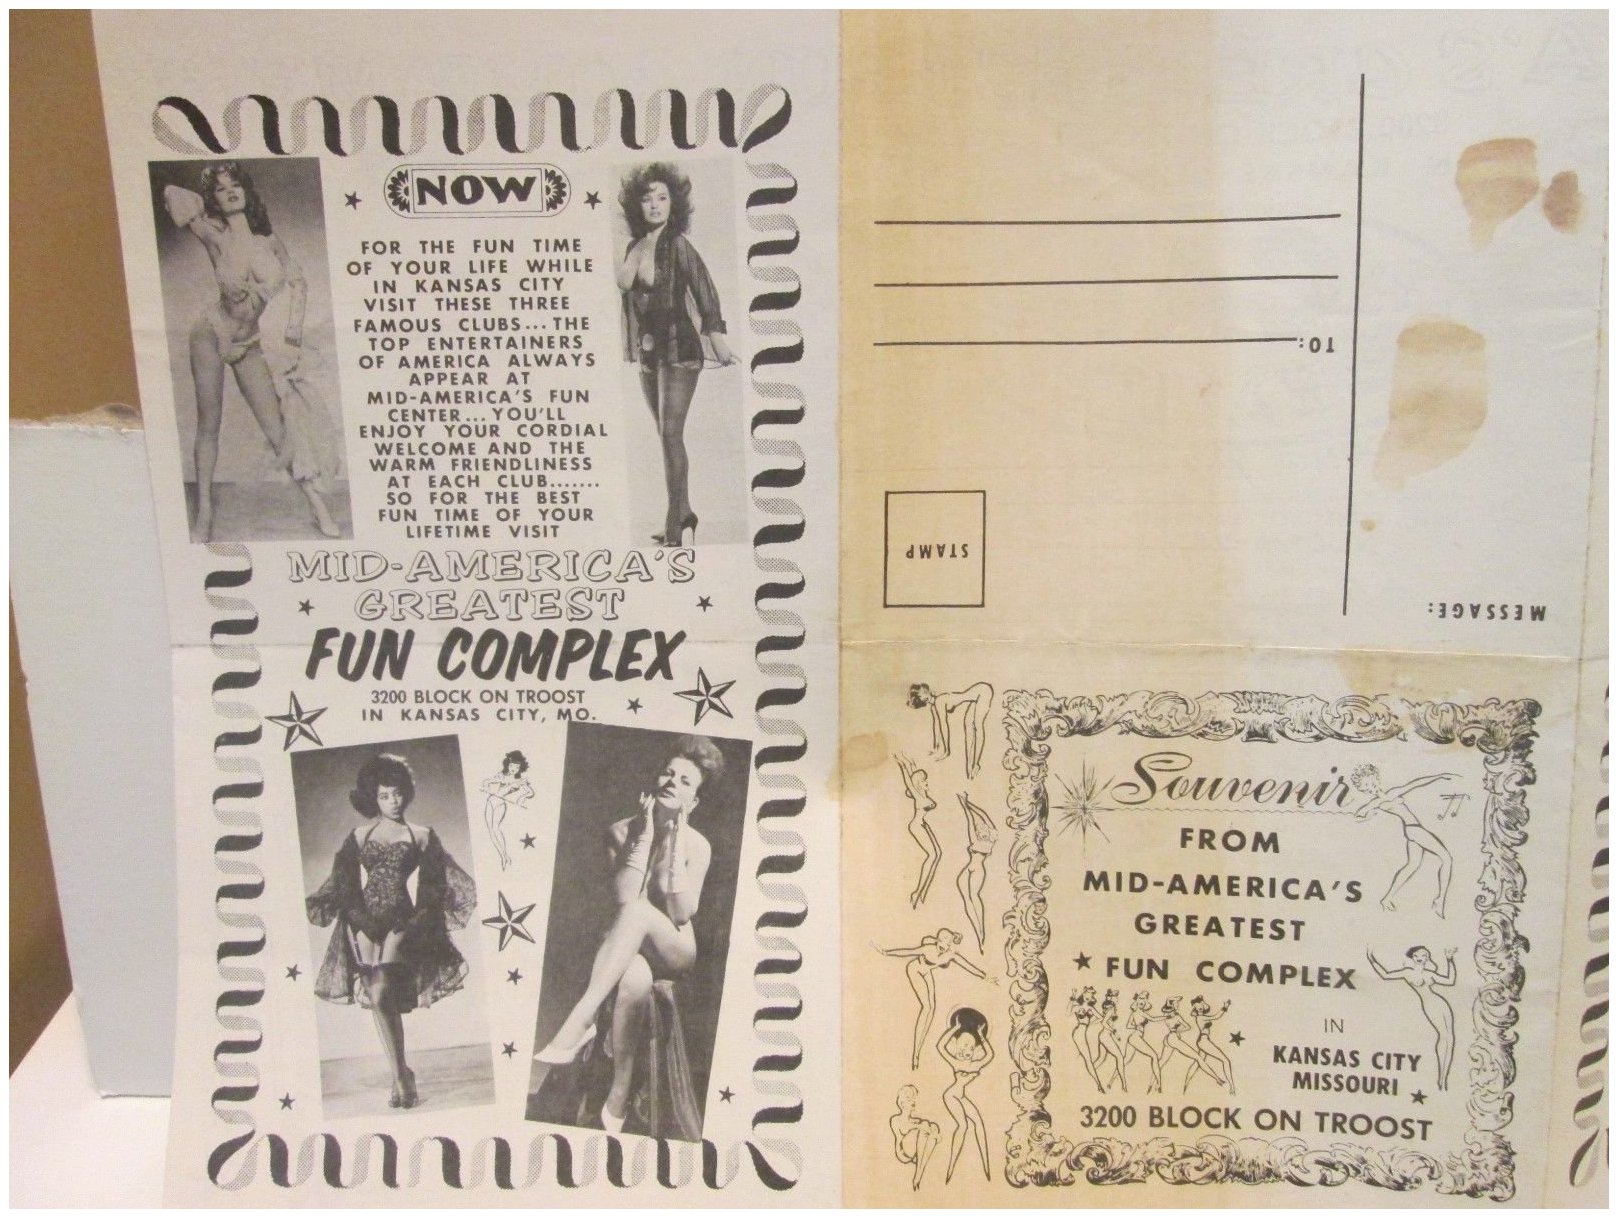 NOW
FOR THE FUN TIME
OF YOUR LIFE WHILE
IN KANSAS CITY
VISIT THESE THREE
FAMOUS CLUBS...THE
TOP ENTERTAINERS
OF AMERICA ALWAYS
APPEAR AT
MID-AMERICA'S FUN
CENTER...YOU'LL
ENJOY YOUR CORDIAL
WELCOME AND THE
WARM FRIENDLINESS
AT EACH CLUB.......
SO FOR THE BEST
FUN TIME OF YOUR
LIFETIME VISIT
MID-AMERICA'S
GREATEST
FUN COMPLEX
3200 BLOCK ON TROOST
IN KANSAS CITY, MO.
TO:
STAMP
MESSAGE:
Souvenir
FROM
MID-AMERICA'S
GREATEST
FUN COMPLEX
IN
KANSAS CITY
MISSOURI
3200 BLOCK ON TROOST